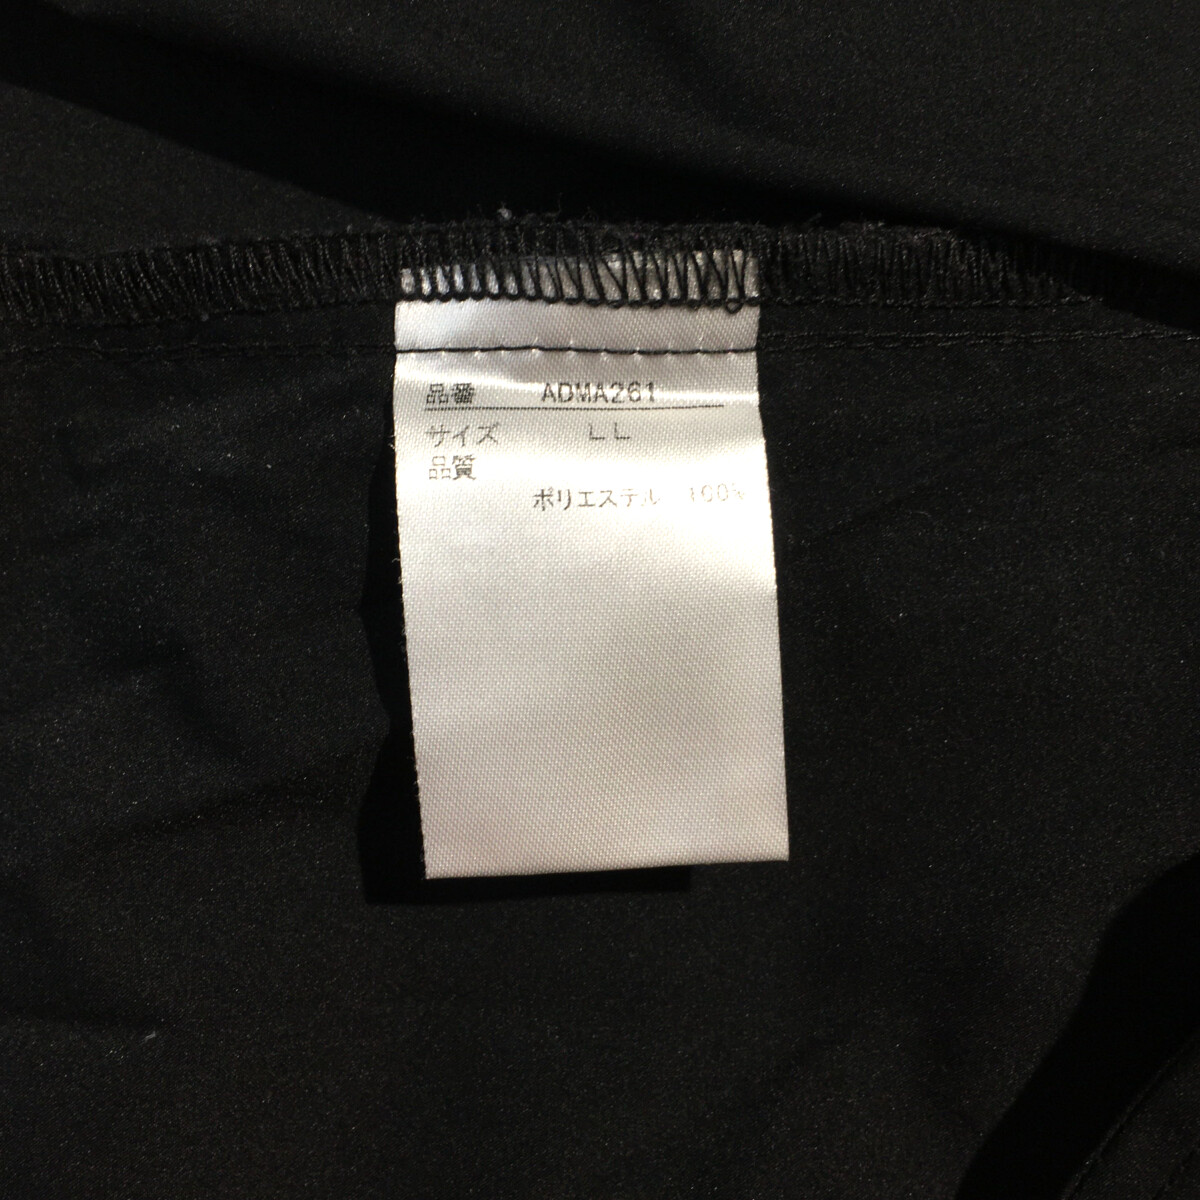 品番 ADMA261
サイズ LL
品質
ポリエステル 100%